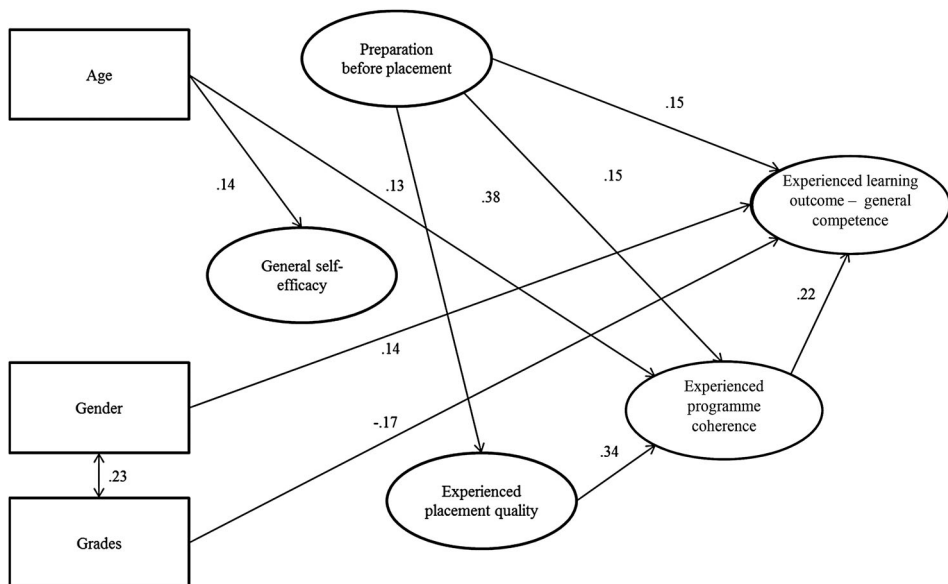 Age
Preparation
before placement
.15
Experienced learning
outcome – general
competence
.14
.13
.38
.15
General self-
efficacy
.22
.14
Gender
-.17
Experienced
programme
coherence
.23
.34
Experienced
placement quality
Grades